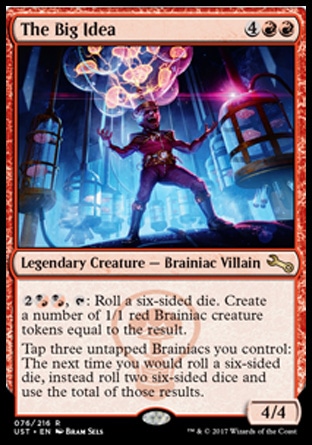 The Big Idea 4
Legendary Creature — Brainiac Villain
2, : Roll a six-sided die. Create
a number of 1/1 red Brainiac creature
tokens equal to the result.
Tap three untapped Brainiacs you control:
The next time you would roll a six-sided
die, instead roll two six-sided dice and
use the total of those results.
4/4
076/216 R
UST • EN Bram Sels
™ & © 2017 Wizards of the Coast